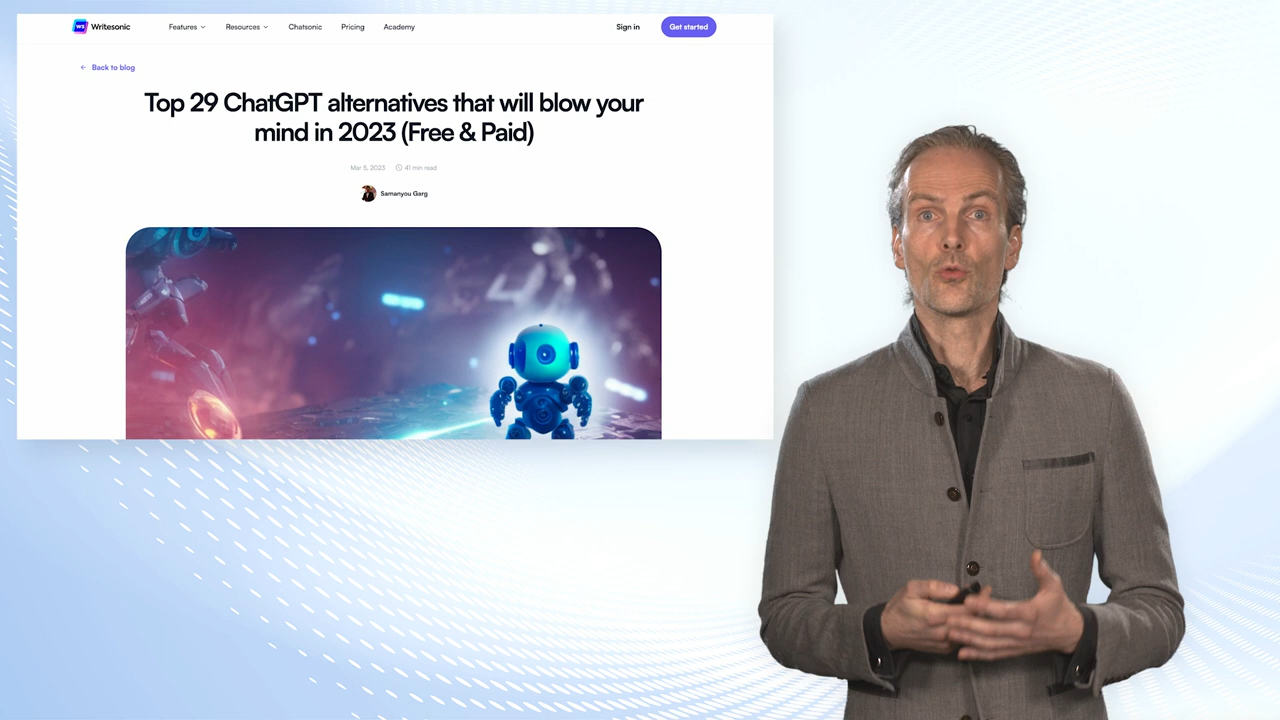 WS Writesonic Features Resources Chatsonic Pricing Academy Sign in Get started
Back to blog
Top 29 ChatGPT alternatives that will blow your
mind in 2023 (Free & Paid)
Mar 5, 2023 41 min read
Samanyou Garg